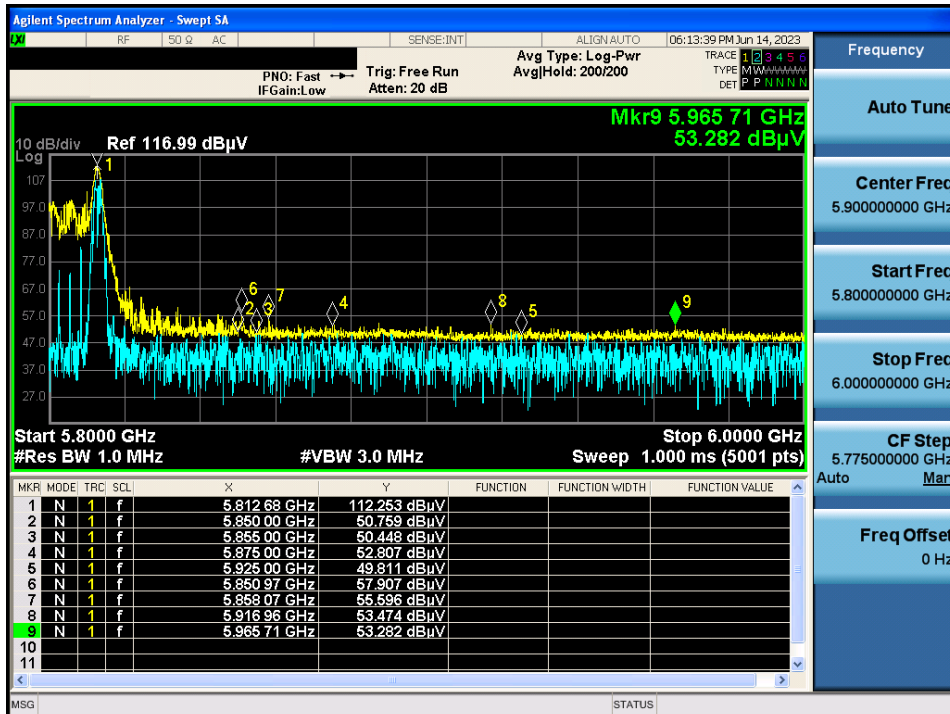 Agilent Spectrum Analyzer - Swept SA
LXI RF 50 Ω AC SENSE:INT ALIGN AUTO 06:13:39 PM Jun 14, 2023
PNO: Fast Trig: Free Run Avg Type: Log-Pwr TRACE 1 2 3 4 5 6
IFGain:Low Atten: 20 dB Avg|Hold: 200/200 TYPE M W
DET P P N N N N
Frequency
Auto Tune
Center Freq
5.900000000 GHz
Start Freq
5.800000000 GHz
Stop Freq
6.000000000 GHz
CF Step
5.775000000 GHz
Auto Man
Freq Offset
0 Hz
Mkr9 5.965 71 GHz
53.282 dBµV
10 dB/div Ref 116.99 dBµV
Log
107
97.0
87.0
77.0
67.0
57.0
47.0
37.0
27.0
1
6
2
3
7
4
8
5
9
Start 5.8000 GHz Stop 6.0000 GHz
#Res BW 1.0 MHz #VBW 3.0 MHz Sweep 1.000 ms (5001 pts)
MKR MODE TRC SCL X Y FUNCTION FUNCTION WIDTH FUNCTION VALUE
1 N 1 f 5.812 68 GHz 112.253 dBµV
2 N 1 f 5.850 00 GHz 50.759 dBµV
3 N 1 f 5.855 00 GHz 50.448 dBµV
4 N 1 f 5.875 00 GHz 52.807 dBµV
5 N 1 f 5.925 00 GHz 49.811 dBµV
6 N 1 f 5.850 97 GHz 57.907 dBµV
7 N 1 f 5.858 07 GHz 55.596 dBµV
8 N 1 f 5.916 96 GHz 53.474 dBµV
9 N 1 f 5.965 71 GHz 53.282 dBµV
10
11
MSG STATUS